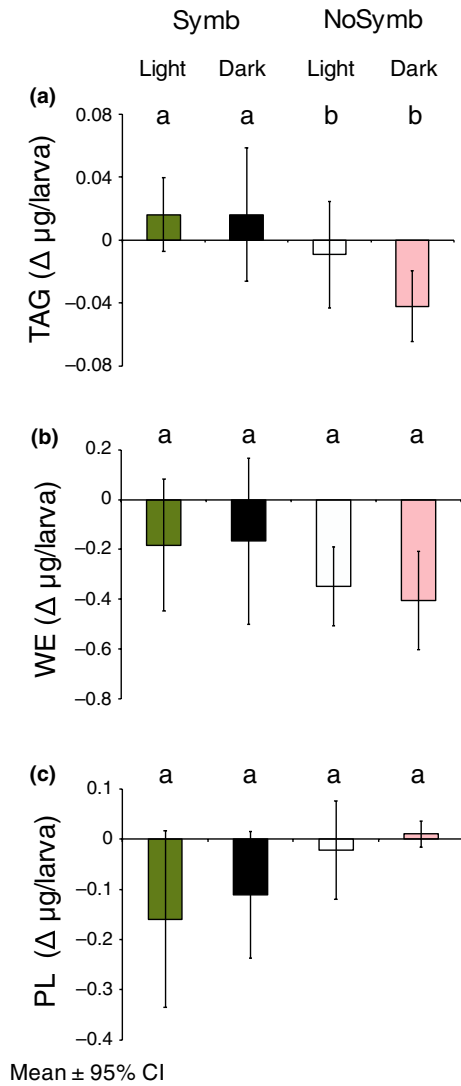 Symb NoSymb
Light Dark Light Dark
(a)
a a b b
0.08
0.04
0
−0.04
−0.08
TAG (Δ µg/larva)
(b)
a a a a
0.2
0
−0.2
−0.4
−0.6
−0.8
WE (Δ µg/larva)
(c)
a a a a
0.1
0
−0.1
−0.2
−0.3
−0.4
PL (Δ µg/larva)
Mean ± 95% CI